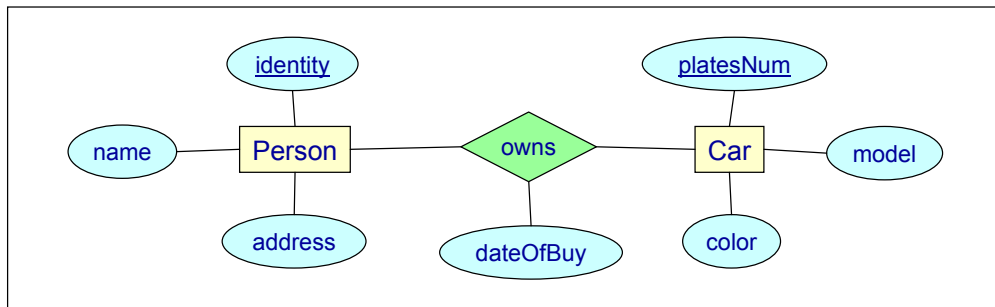 identity
platesNum
name
Person
owns
Car
model
address
dateOfBuy
color